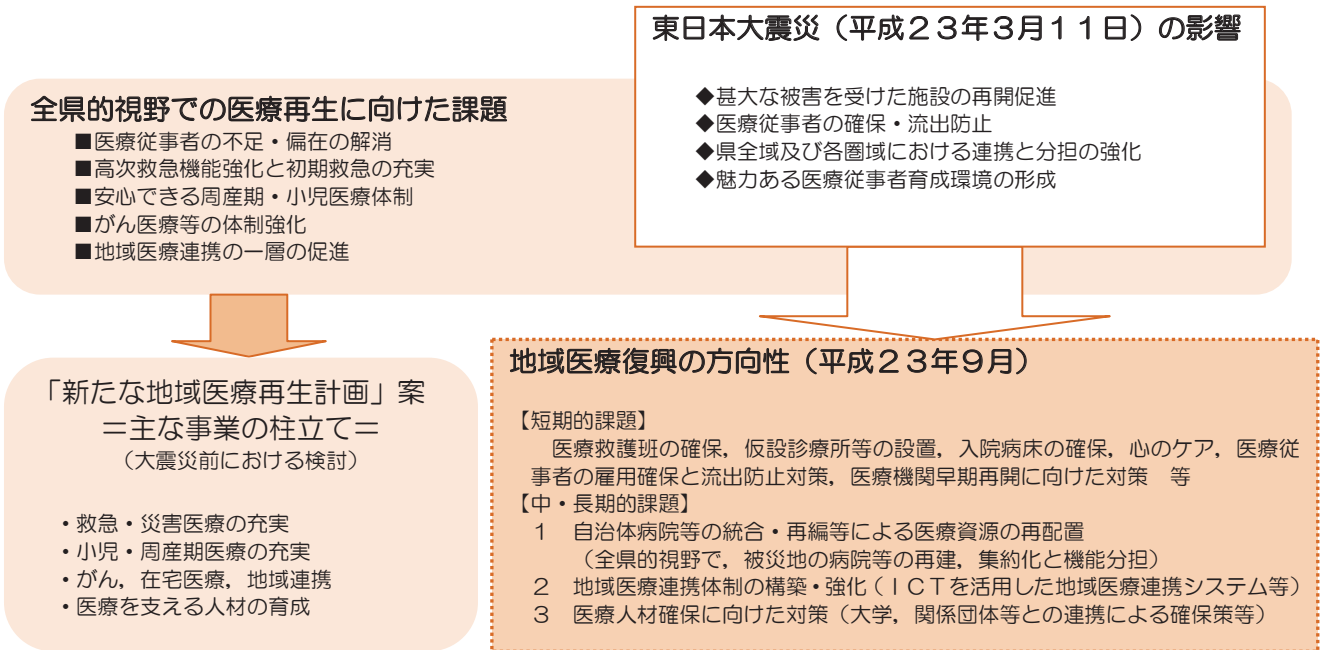 東日本大震災（平成２３年３月１１日）の影響
◆甚大な被害を受けた施設の再開促進
◆医療従事者の確保・流出防止
◆県全域及び各圏域における連携と分担の強化
◆魅力ある医療従事者育成環境の形成
全県的視野での医療再生に向けた課題
■医療従事者の不足・偏在の解消
■高次救急機能強化と初期救急の充実
■安心できる周産期・小児医療体制
■がん医療等の体制強化
■地域医療連携の一層の促進
「新たな地域医療再生計画」案
＝主な事業の柱立て＝
（大震災前における検討）
・救急・災害医療の充実
・小児・周産期医療の充実
・がん，在宅医療，地域連携
・医療を支える人材の育成
地域医療復興の方向性（平成２３年９月）
【短期的課題】
医療救護班の確保，仮設診療所等の設置，入院病床の確保，心のケア，医療従
事者の雇用確保と流出防止対策，医療機関早期再開に向けた対策　等
【中・長期的課題】
１　自治体病院等の統合・再編等による医療資源の再配置
（全県的視野で，被災地の病院等の再建，集約化と機能分担）
２　地域医療連携体制の構築・強化（ＩＣＴを活用した地域医療連携システム等）
３　医療人材確保に向けた対策（大学，関係団体等との連携による確保策等）